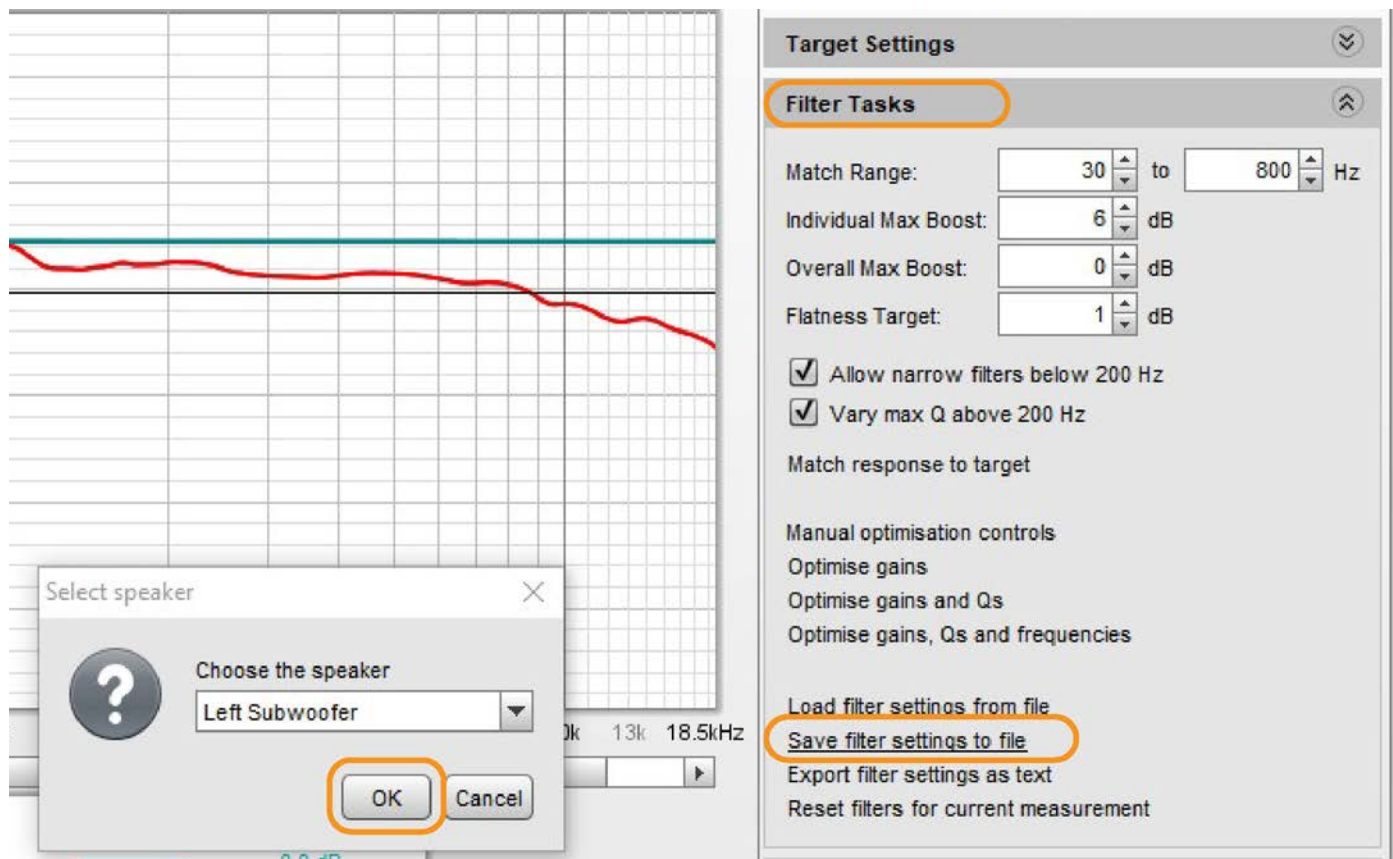 Target Settings
Filter Tasks
Match Range: 30 to 800 Hz
Individual Max Boost: 6 dB
Overall Max Boost: 0 dB
Flatness Target: 1 dB
Allow narrow filters below 200 Hz
Vary max Q above 200 Hz
Match response to target
Manual optimisation controls
Optimise gains
Optimise gains and Qs
Optimise gains, Qs and frequencies
Load filter settings from file
Save filter settings to file
Export filter settings as text
Reset filters for current measurement
Select speaker
?
Choose the speaker
Left Subwoofer
OK Cancel
13k 18.5kHz